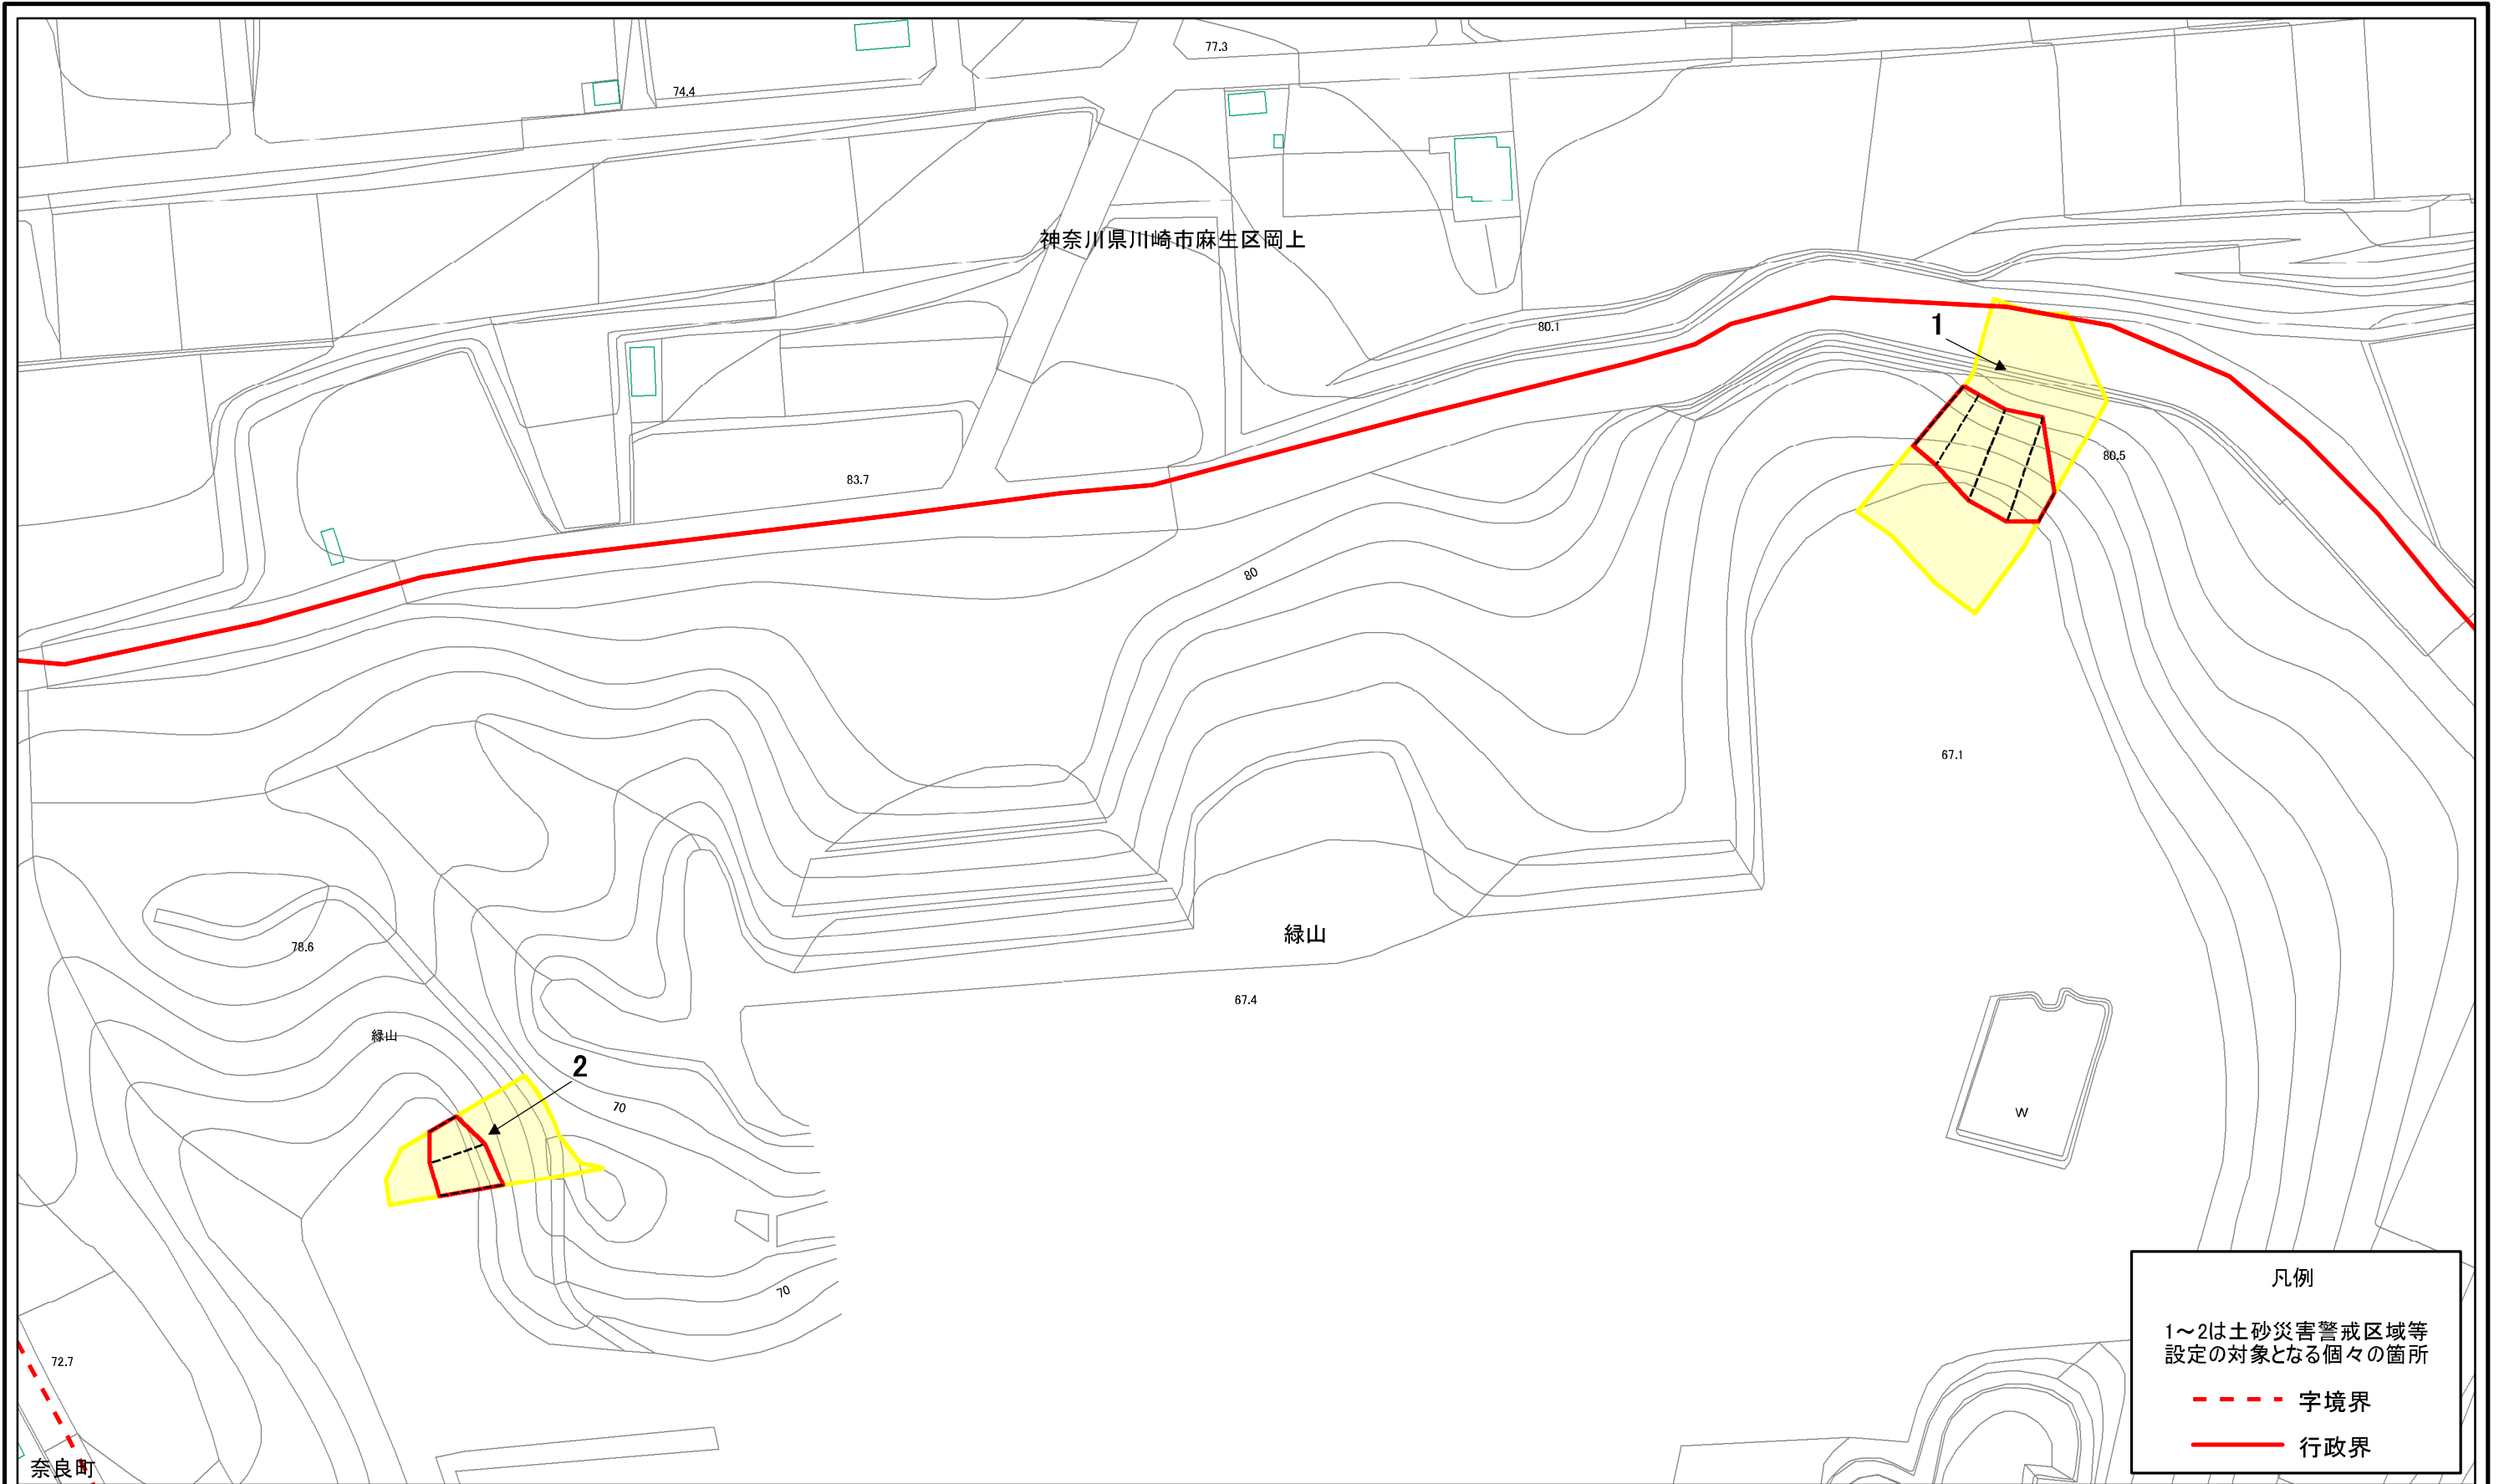 77.3
74.4
神奈川県川崎市麻生区岡上
1
80.1
80.5
83.7
80
67.1
緑山
78.6
67.4
緑山
2
70
W
70
72.7
奈良町
凡例
1～2は土砂災害警戒区域等
設定の対象となる個々の箇所
字境界
行政界